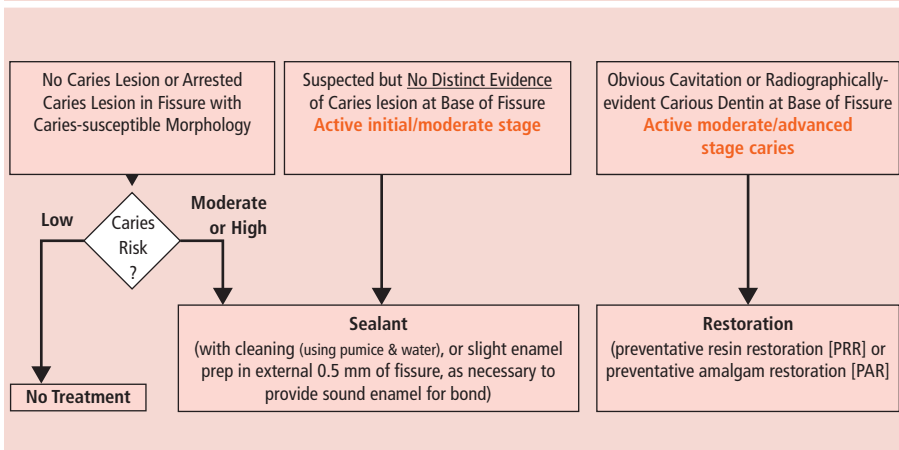 No Caries Lesion or Arrested
Caries Lesion in Fissure with
Caries-susceptible Morphology
Suspected but No Distinct Evidence
of Caries lesion at Base of Fissure
Active initial/moderate stage
Obvious Cavitation or Radiographically-
evident Carious Dentin at Base of Fissure
Active moderate/advanced
stage caries
Low
Caries
Risk
?
Moderate
or High
No Treatment
Sealant
(with cleaning (using pumice & water), or slight enamel
prep in external 0.5 mm of fissure, as necessary to
provide sound enamel for bond)
Restoration
(preventative resin restoration [PRR] or
preventative amalgam restoration [PAR]